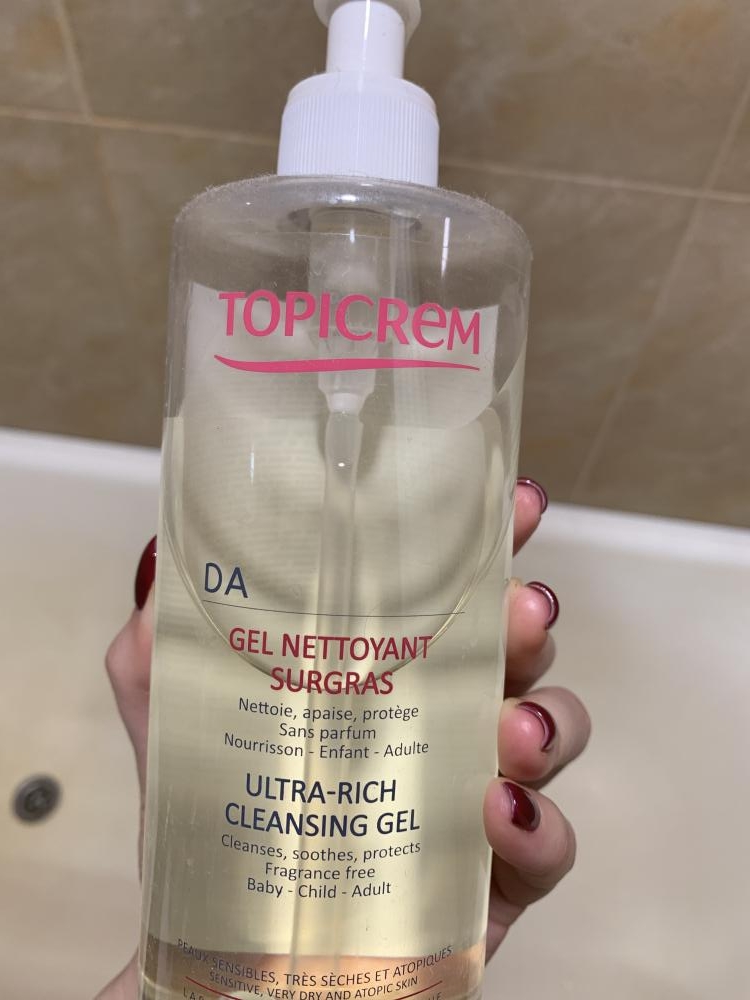 TOPICREM
DA
GEL NETTOYANT
SURGRAS
Nettoie, apaise, protège
Sans parfum
Nourrisson - Enfant - Adulte
ULTRA-RICH
CLEANSING GEL
Cleanses, soothes, protects
Fragrance free
Baby - Child - Adult
PEAUX SENSIBLES, TRÈS SÈCHES ET ATOPIQUES
SENSITIVE, VERY DRY AND ATOPIC SKIN